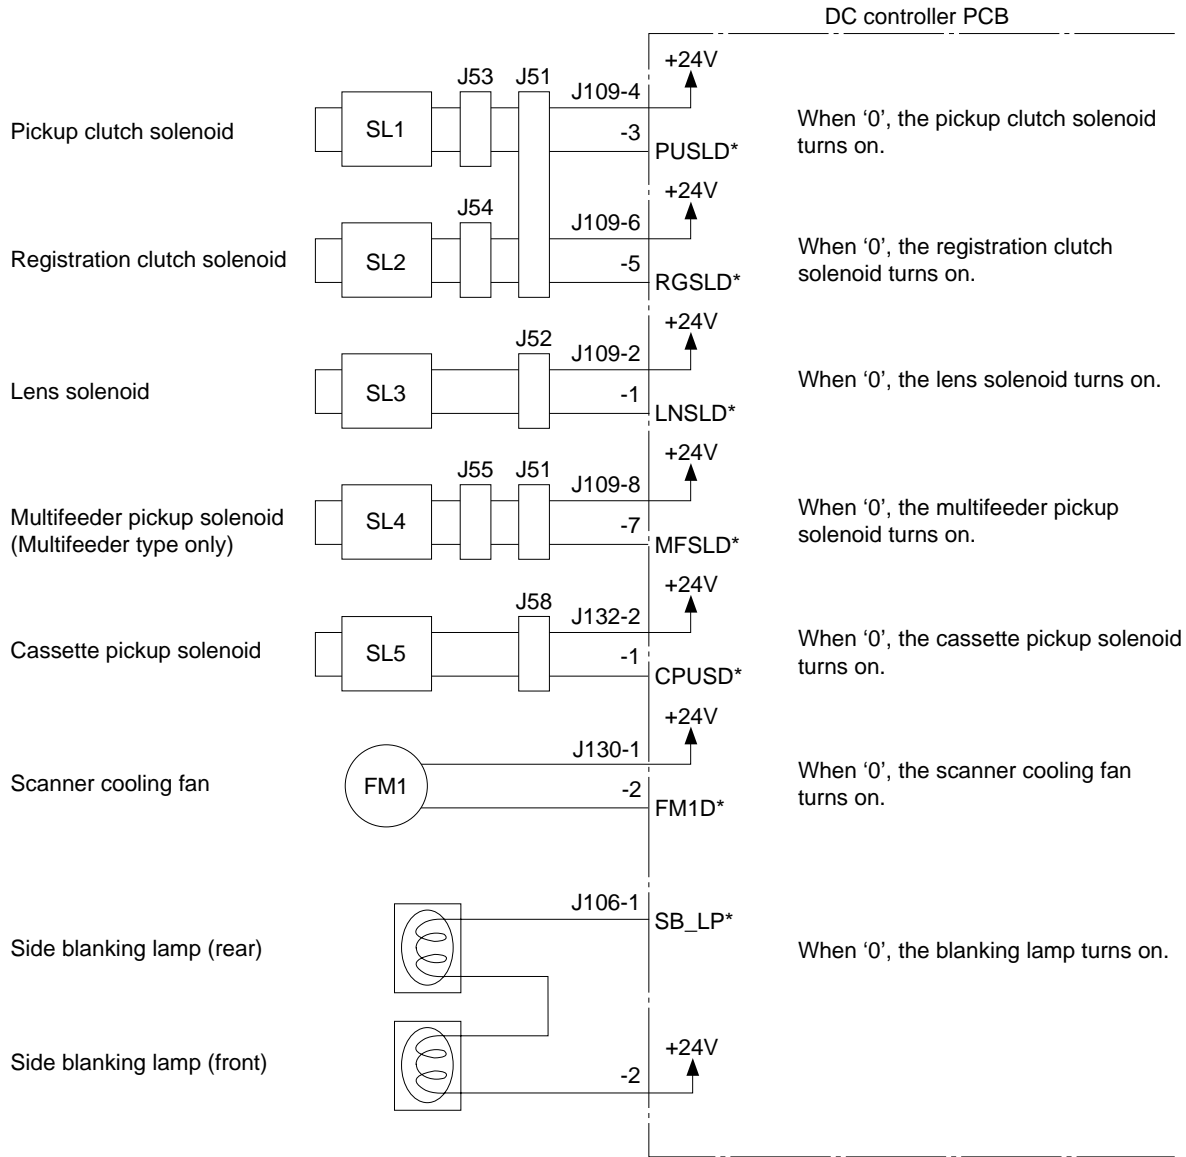 DC controller PCB
+24V
J53 J51
J109-4
Pickup clutch solenoid
SL1
-3
PUSLD*
When ‘0’, the pickup clutch solenoid
turns on.
+24V
J54
J109-6
Registration clutch solenoid
SL2
-5
RGSLD*
When ‘0’, the registration clutch
solenoid turns on.
+24V
J52
J109-2
Lens solenoid
SL3
-1
LNSLD*
When ‘0’, the lens solenoid turns on.
+24V
J55 J51
J109-8
Multifeeder pickup solenoid
(Multifeeder type only)
SL4
-7
MFSLD*
When ‘0’, the multifeeder pickup
solenoid turns on.
+24V
J58
J132-2
Cassette pickup solenoid
SL5
-1
CPUSD*
When ‘0’, the cassette pickup solenoid
turns on.
+24V
J130-1
Scanner cooling fan
FM1
-2
FM1D*
When ‘0’, the scanner cooling fan
turns on.
J106-1
SB_LP*
Side blanking lamp (rear)
When ‘0’, the blanking lamp turns on.
Side blanking lamp (front)
+24V
-2